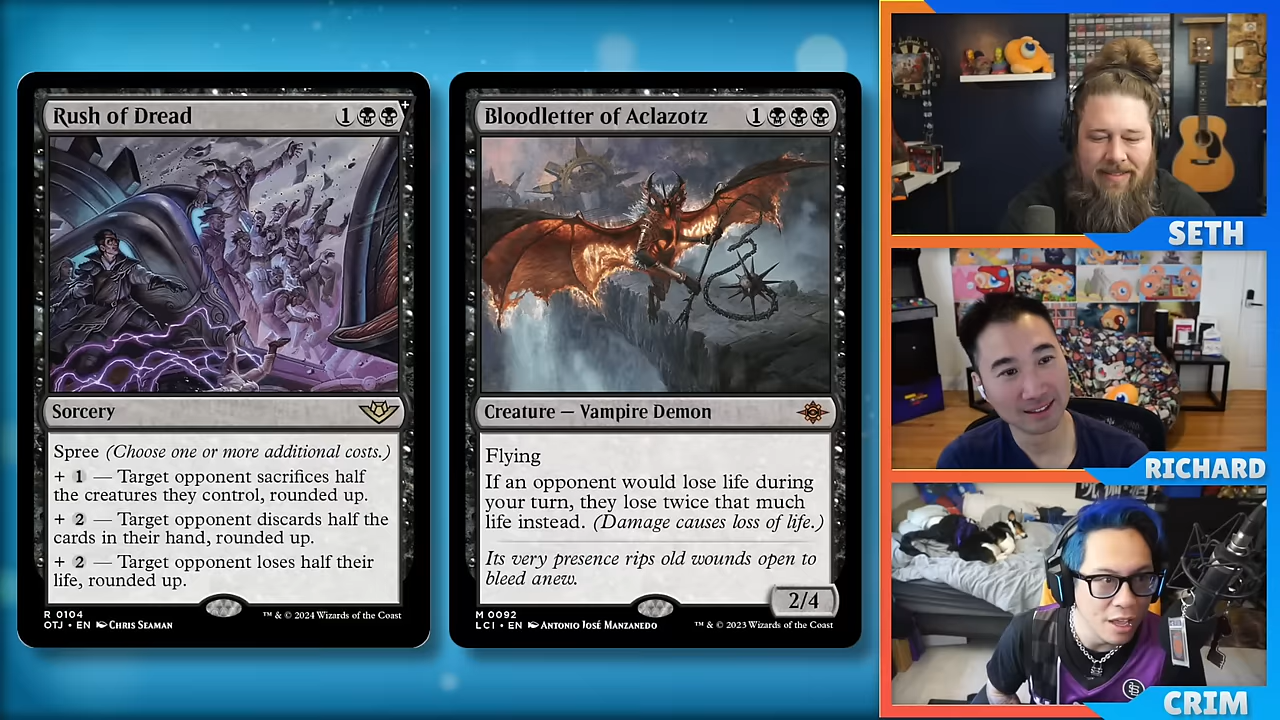 Rush of Dread 1
Sorcery
Spree (Choose one or more additional costs.)
+ 1 — Target opponent sacrifices half
the creatures they control, rounded up.
+ 2 — Target opponent discards half the
cards in their hand, rounded up.
+ 2 — Target opponent loses half their
life, rounded up.
R 0104
OTJ • EN CHRIS SEAMAN
™ & © 2024 Wizards of the Coast
Bloodletter of Aclazotz 1
Creature — Vampire Demon
Flying
If an opponent would lose life during
your turn, they lose twice that much
life instead. (Damage causes loss of life.)
Its very presence rips old wounds open to
bleed anew.
2/4
M 0092
LCI • EN ANTONIO JOSÉ MANZANEDO
™ & © 2023 Wizards of the Coast
SETH
RICHARD
CRIM